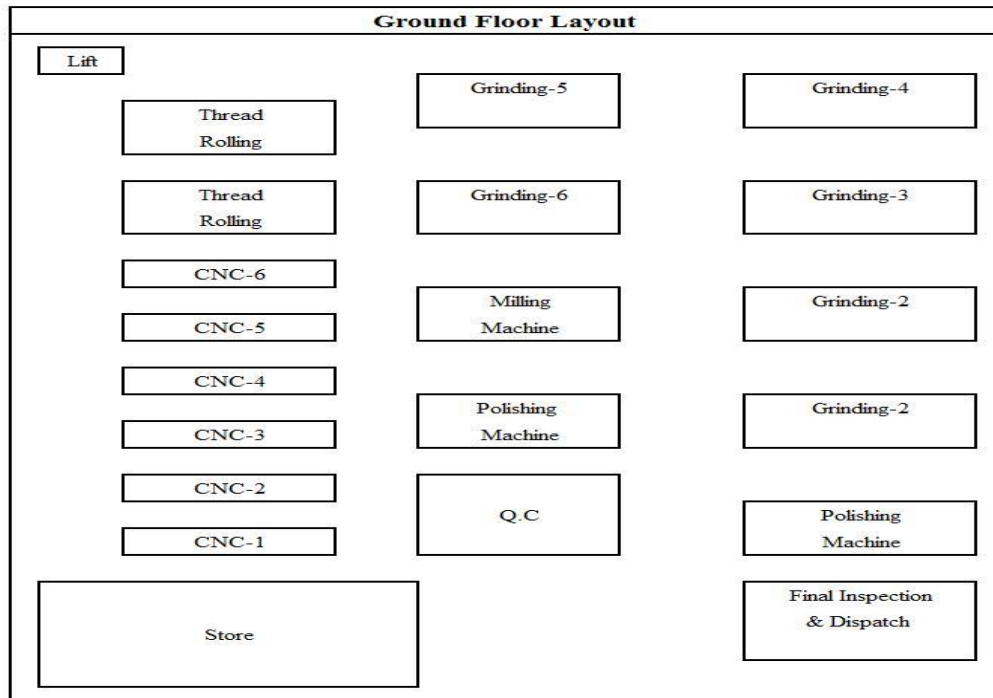 Ground Floor Layout
Lift
Grinding-5
Grinding-4
Thread
Rolling
Thread
Rolling
Grinding-6
Grinding-3
CNC-6
Milling
Machine
Grinding-2
CNC-5
CNC-4
Polishing
Machine
Grinding-2
CNC-3
CNC-2
Q.C
Polishing
Machine
CNC-1
Store
Final Inspection
& Dispatch